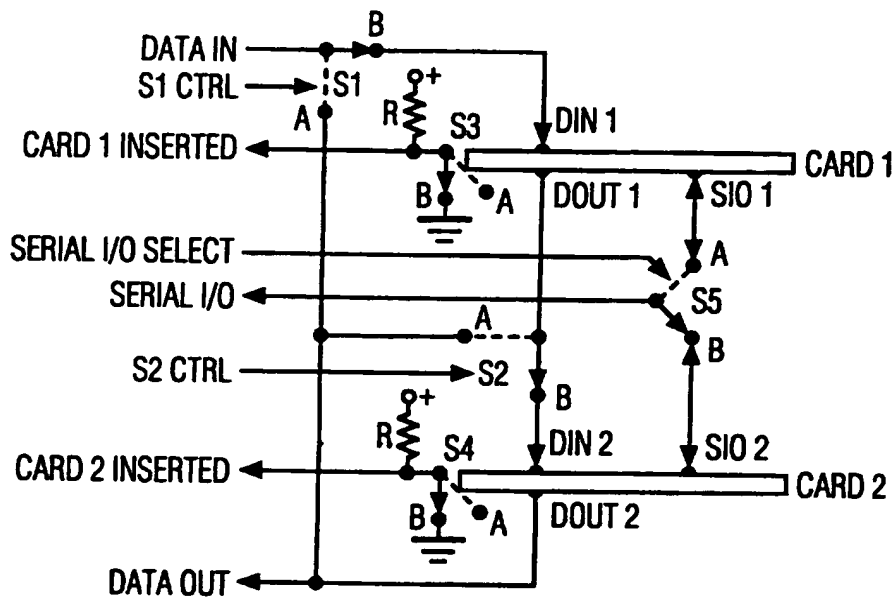 DATA IN
B
S1 CTRL
S1
+
A
R
S3
DIN 1
CARD 1 INSERTED
CARD 1
B
A
DOUT 1
SIO 1
SERIAL I/O SELECT
A
SERIAL I/O
S5
A
B
S2 CTRL
S2
+
B
R
S4
DIN 2
SIO 2
CARD 2 INSERTED
CARD 2
B
A
DOUT 2
DATA OUT